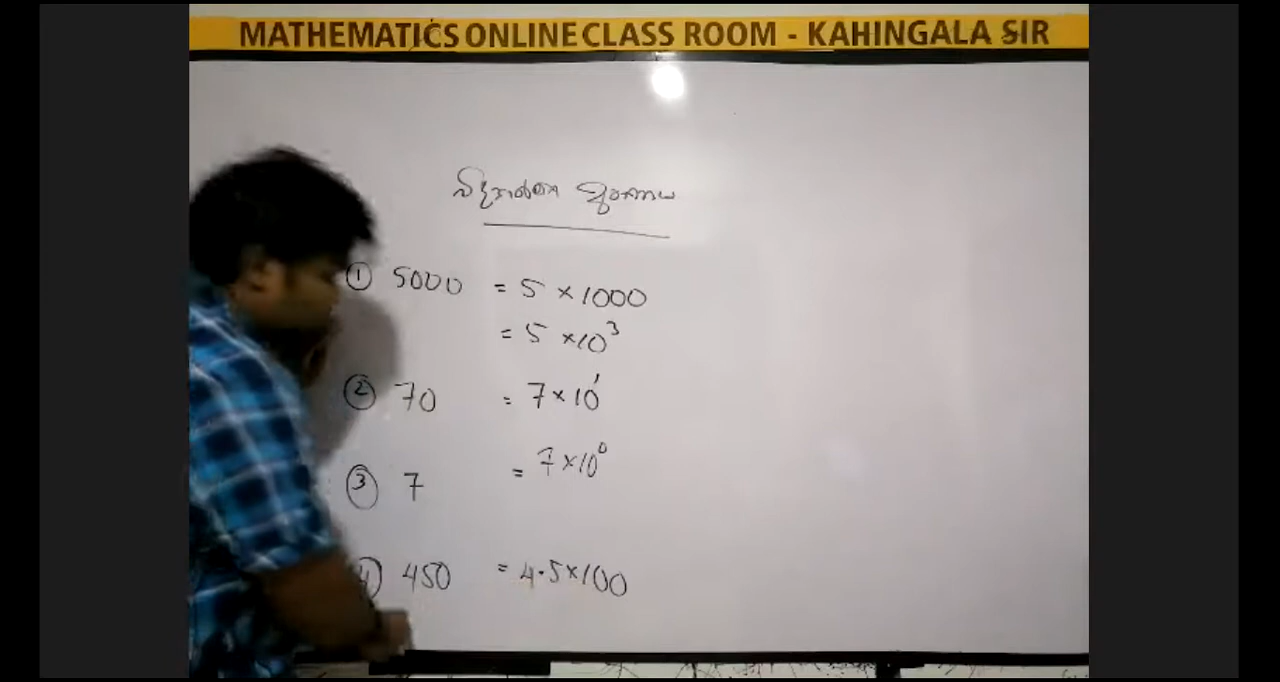 MATHEMATICS ONLINE CLASS ROOM - KAHINGALA SIR
විද්‍යාත්මක අංකනය
① 5000 = 5 × 1000
= 5 × 10³
② 70 = 7 × 10¹
③ 7 = 7 × 10⁰
④ 450 = 4.5 × 100